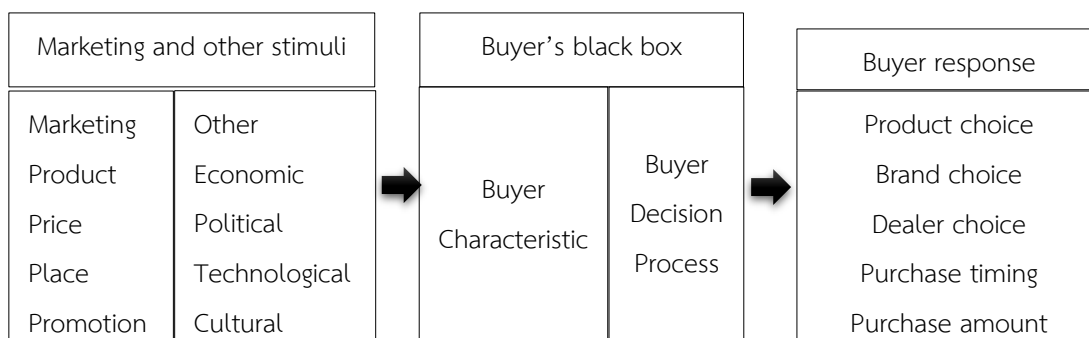 Marketing and other stimuli
Marketing
Product
Price
Place
Promotion
Other
Economic
Political
Technological
Cultural
Buyer’s black box
Buyer
Characteristic
Buyer
Decision
Process
Buyer response
Product choice
Brand choice
Dealer choice
Purchase timing
Purchase amount